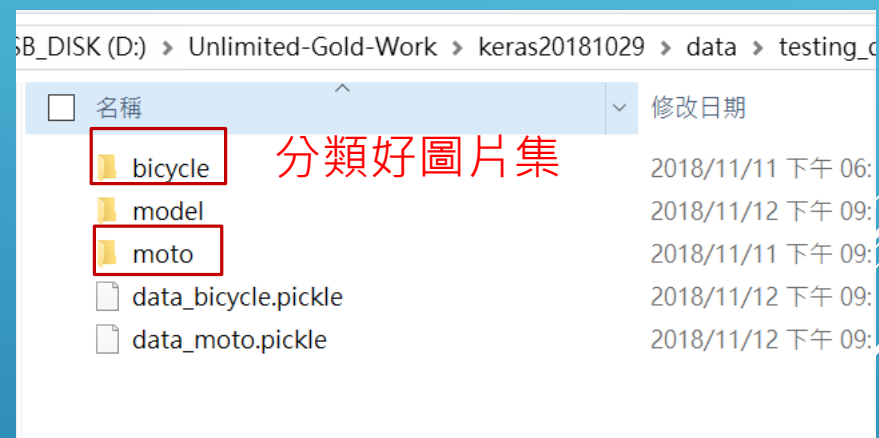 SB_DISK (D:) > Unlimited-Gold-Work > keras20181029 > data > testing_
名稱 修改日期
分類好圖片集
bicycle 2018/11/11 下午 06:
model 2018/11/12 下午 09:
moto 2018/11/11 下午 09:
data_bicycle.pickle 2018/11/12 下午 09:
data_moto.pickle 2018/11/12 下午 09: